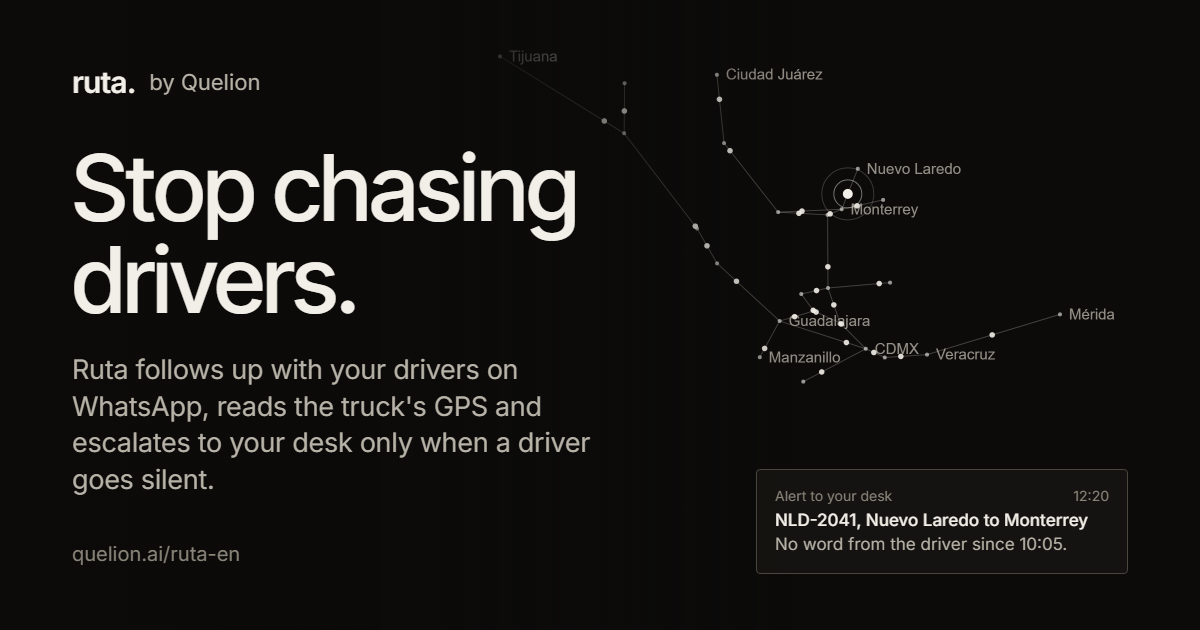 ruta. by Quelion
Stop chasing
drivers.
Ruta follows up with your drivers on
WhatsApp, reads the truck's GPS and
escalates to your desk only when a driver
goes silent.
quelion.ai/ruta-en
Tijuana
Ciudad Juárez
Nuevo Laredo
Monterrey
Guadalajara
Mérida
Manzanillo
CDMX
Veracruz
Alert to your desk 12:20
NLD-2041, Nuevo Laredo to Monterrey
No word from the driver since 10:05.